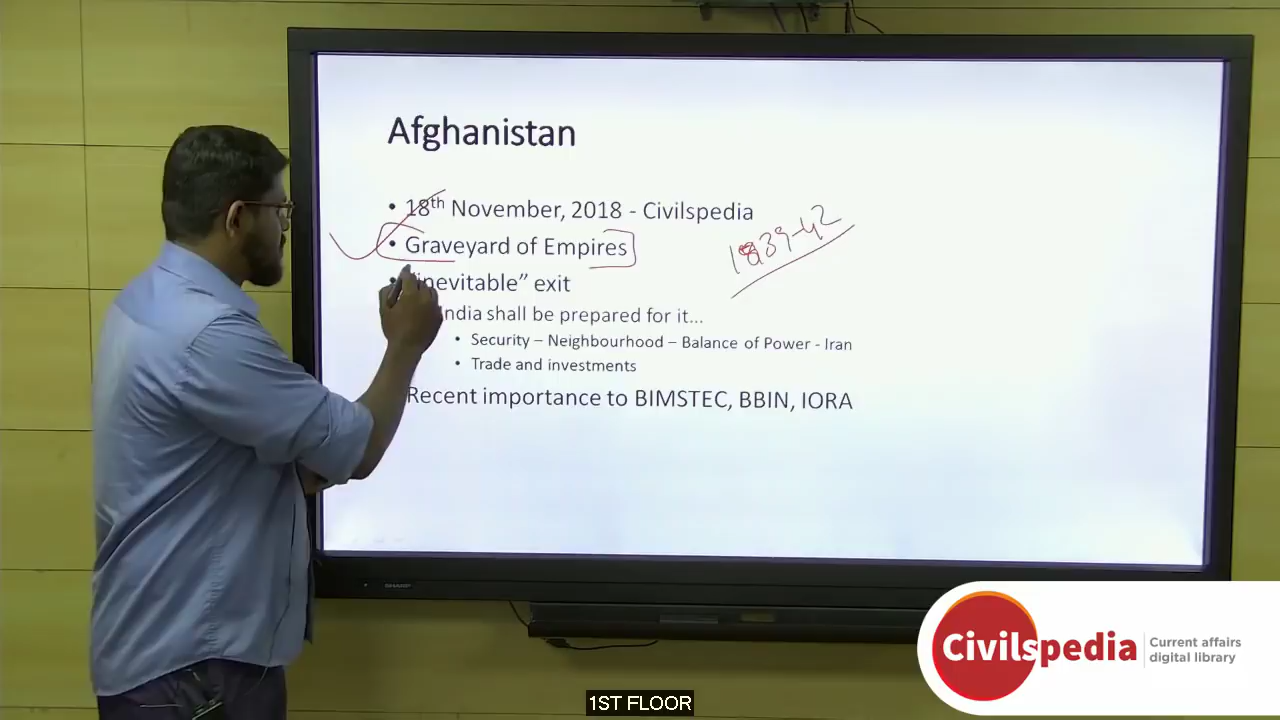 Afghanistan
• 18th November, 2018 - Civilspedia
• Graveyard of Empires
1839-42
• "inevitable" exit
India shall be prepared for it...
• Security – Neighbourhood – Balance of Power - Iran
• Trade and investments
Recent importance to BIMSTEC, BBIN, IORA
SHARP
Civilspedia
Current affairs
digital library
1ST FLOOR